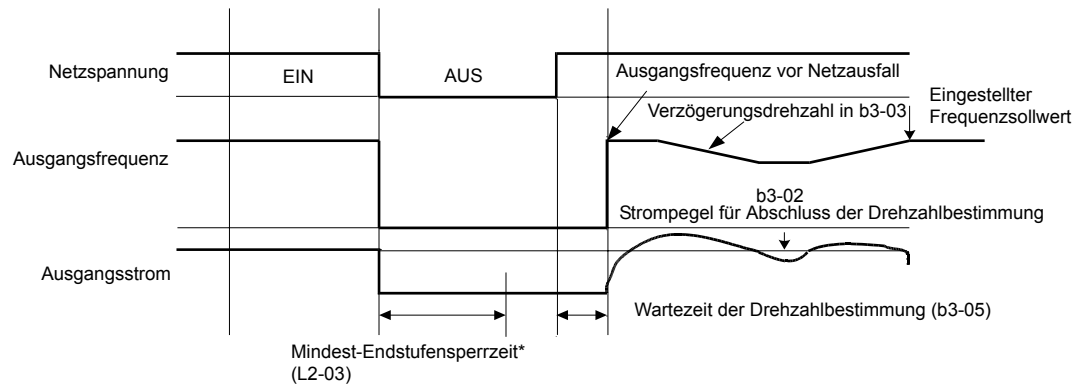 Netzspannung
EIN
AUS
Ausgangsfrequenz vor Netzausfall
Verzögerungsdrehzahl in b3-03
Eingestellter
Frequenzsollwert
Ausgangsfrequenz
b3-02
Strompegel für Abschluss der Drehzahlbestimmung
Ausgangsstrom
Wartezeit der Drehzahlbestimmung (b3-05)
Mindest-Endstufensperrzeit*
(L2-03)